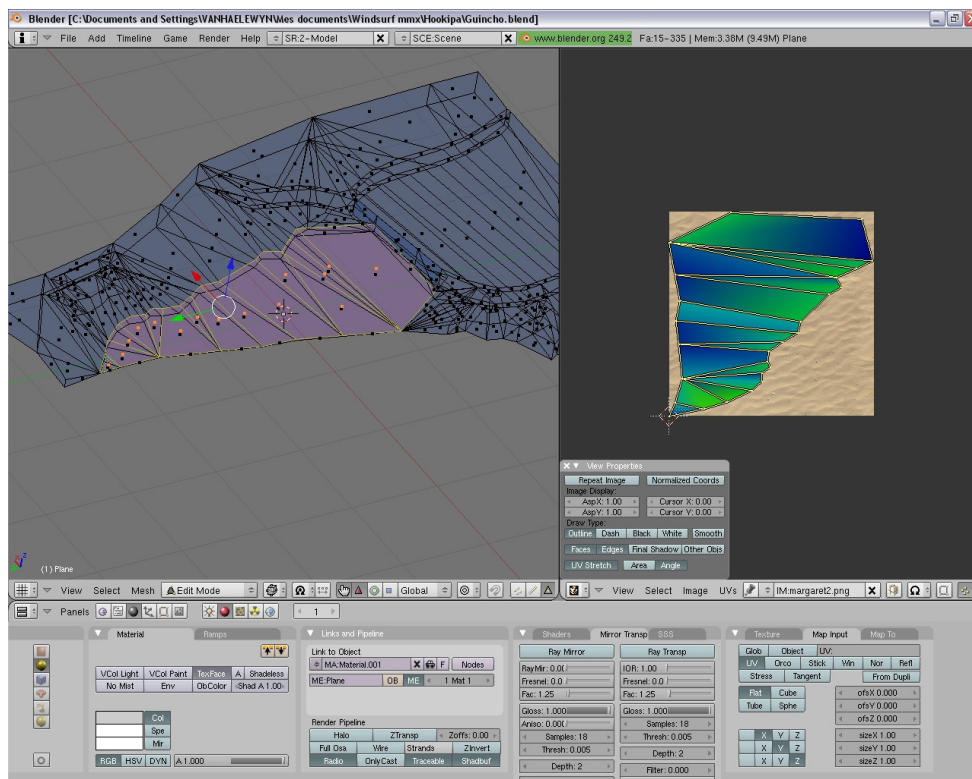 Blender [C:\Documents and Settings\VANHAELEWYN\Mes documents\Windsurf mmx\Hookipa\Guincho.blend]
File Add Timeline Game Render Help SR:2-Model X SCE:Scene X www.blender.org 249.2 Fa:15-335 | Mem:3.38M (9.49M) Plane
(1) Plane
View Properties
Repeat Image Normalized Coords
Image Display:
AspX: 1.00 Cursor X: 0.00
AspY: 1.00 Cursor Y: 0.00
Draw Type:
Outline Dash Black White Smooth
Faces Edges Final Shadow Other Objs
UV Stretch Area Angle
View Select Mesh Edit Mode Global View Select Image UVs IM:margaret2.png X
Panels 1
Material Ramps
VCol Light VCol Paint TexFace A Shadeless
No Mist Env ObColor Shad A 1.00
Col
Spe
Mir
RGB HSV DYN A 1.000
Links and Pipeline
Link to Object
MA:Material.001 X F Nodes
ME:Plane OB ME 1 Mat 1
Render Pipeline
Halo ZTransp Zoffs: 0.00
Full Osa Wire Strands ZInvert
Radio OnlyCast Traceable Shadbuf
Shaders Mirror Transp SSS
Ray Mirror Ray Transp
RayMir: 0.0( IOR: 1.00
Fresnel: 0.0 Fresnel: 0.0
Fac: 1.25 Fac: 1.25
Gloss: 1.000 Gloss: 1.000
Aniso: 0.00( Samples: 18
Samples: 18 Thresh: 0.005
Thresh: 0.005 Depth: 2
Depth: 2 Filter: 0.000
Texture Map Input Map To
Glob Object UV:
UV Orco Stick Win Nor Refl
Stress Tangent From Dupli
Flat Cube ofsX 0.000
Tube Sphe ofsY 0.000
ofsZ 0.000
X Y Z sizeX 1.00
X Y Z sizeY 1.00
X Y Z sizeZ 1.00